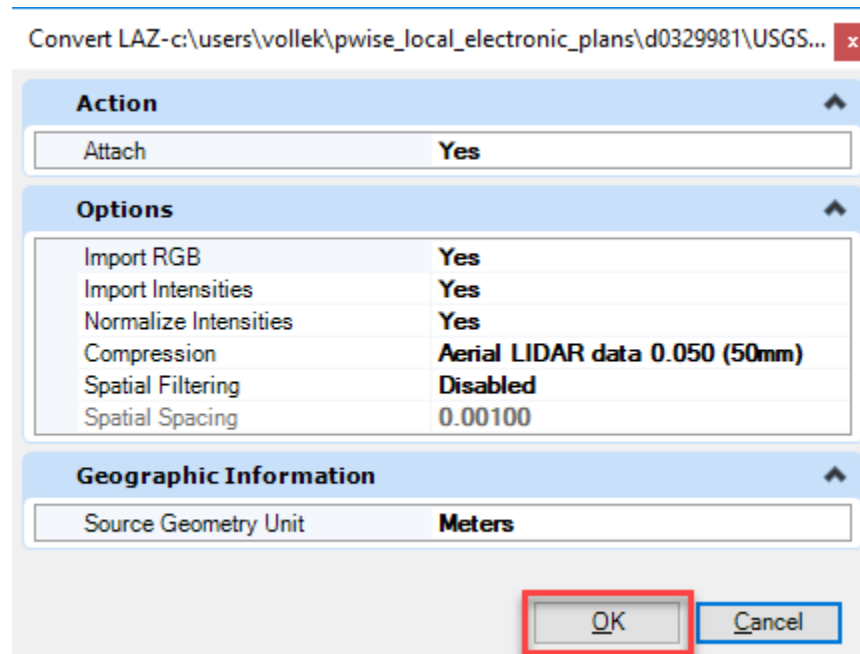 Convert LAZ-c:\users\vollek\pwise_local_electronic_plans\d0329981\USGS... x
Action
Attach Yes
Options
Import RGB Yes
Import Intensities Yes
Normalize Intensities Yes
Compression Aerial LIDAR data 0.050 (50mm)
Spatial Filtering Disabled
Spatial Spacing 0.00100
Geographic Information
Source Geometry Unit Meters
OK Cancel